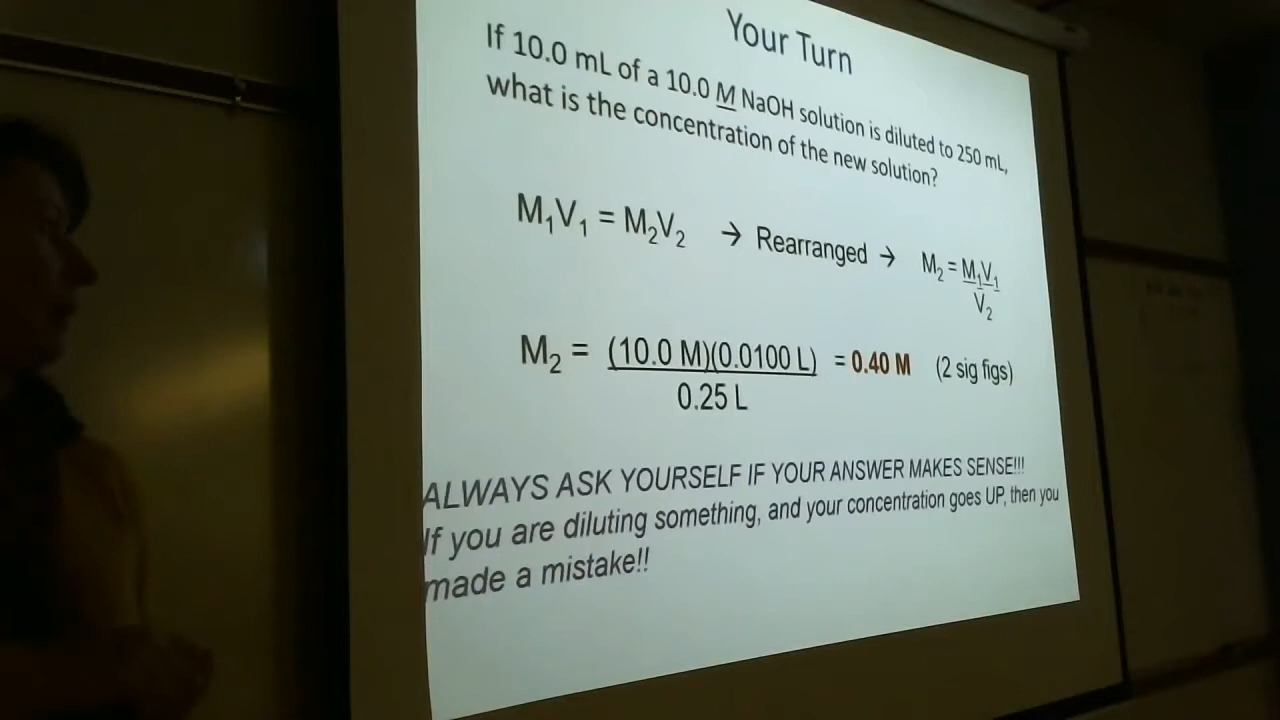 Your Turn
If 10.0 mL of a 10.0 M NaOH solution is diluted to 250 mL,
what is the concentration of the new solution?
M₁V₁ = M₂V₂ → Rearranged → M₂ = M₁V₁
V₂
M₂ = (10.0 M)(0.0100 L) = 0.40 M (2 sig figs)
0.25 L
ALWAYS ASK YOURSELF IF YOUR ANSWER MAKES SENSE!!!
If you are diluting something, and your concentration goes UP, then you
made a mistake!!